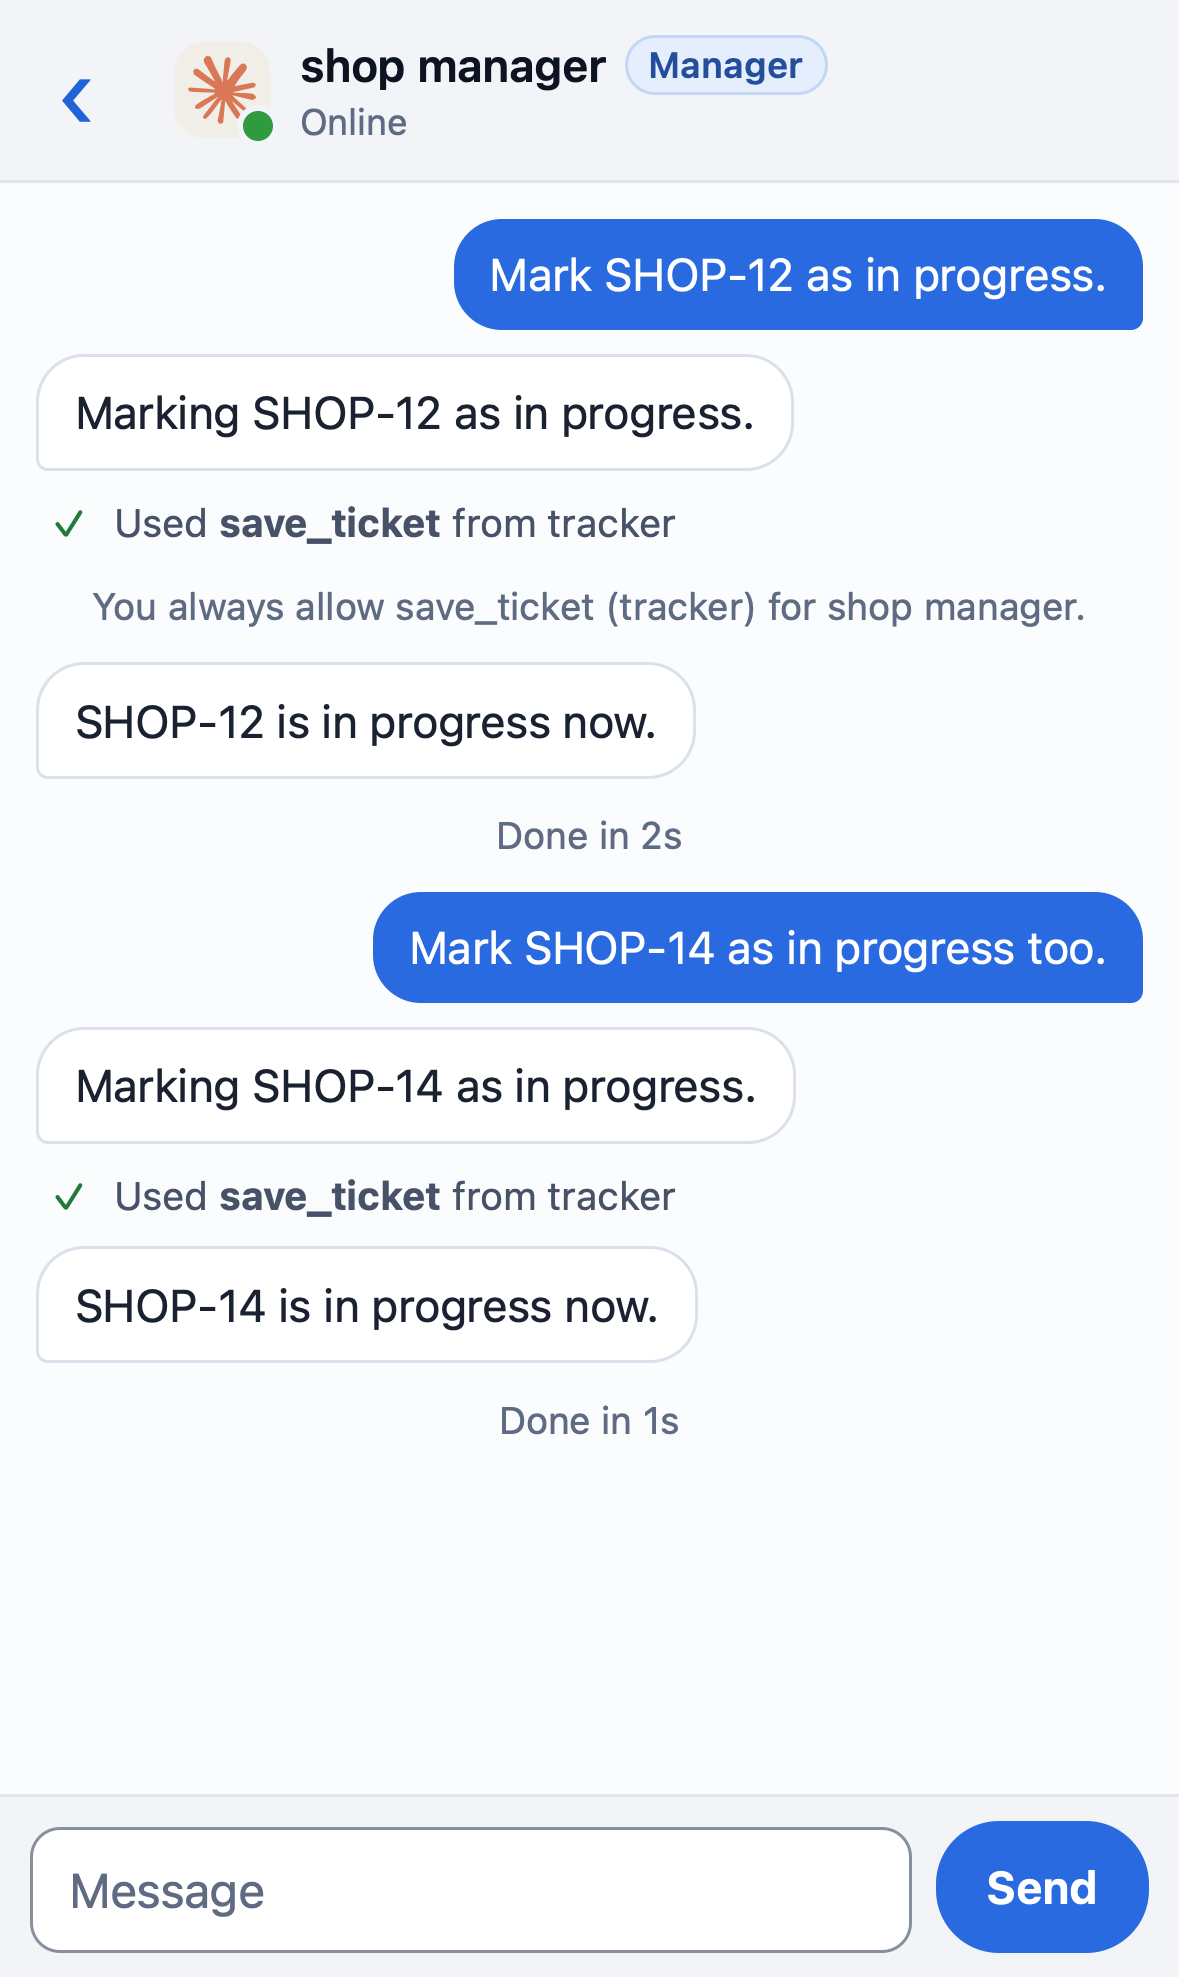 shop manager
Manager
Online
Mark SHOP-12 as in progress.
Marking SHOP-12 as in progress.
Used save_ticket from tracker
You always allow save_ticket (tracker) for shop manager.
SHOP-12 is in progress now.
Done in 2s
Mark SHOP-14 as in progress too.
Marking SHOP-14 as in progress.
Used save_ticket from tracker
SHOP-14 is in progress now.
Done in 1s
Message
Send